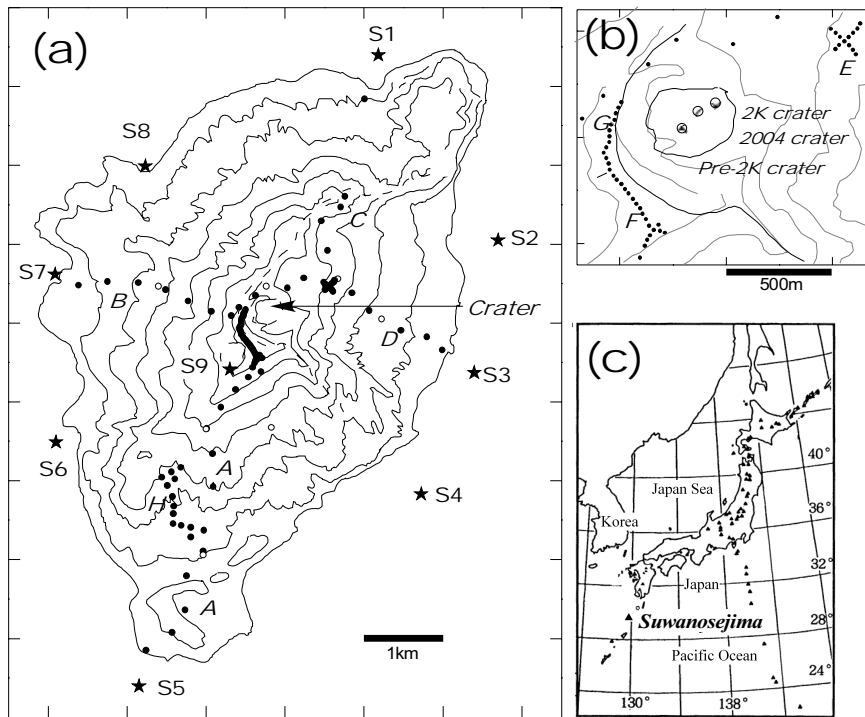 (a)
S1
S8
S2
S7
C
B
Crater
D
S3
S9
S6
A
S4
H
A
1km
S5
(b)
E
G
2K crater
2004 crater
Pre-2K crater
F
500m
(c)
40°
Japan Sea
36°
Korea
32°
Japan
28°
Suwanosejima
Pacific Ocean
24°
130°
138°